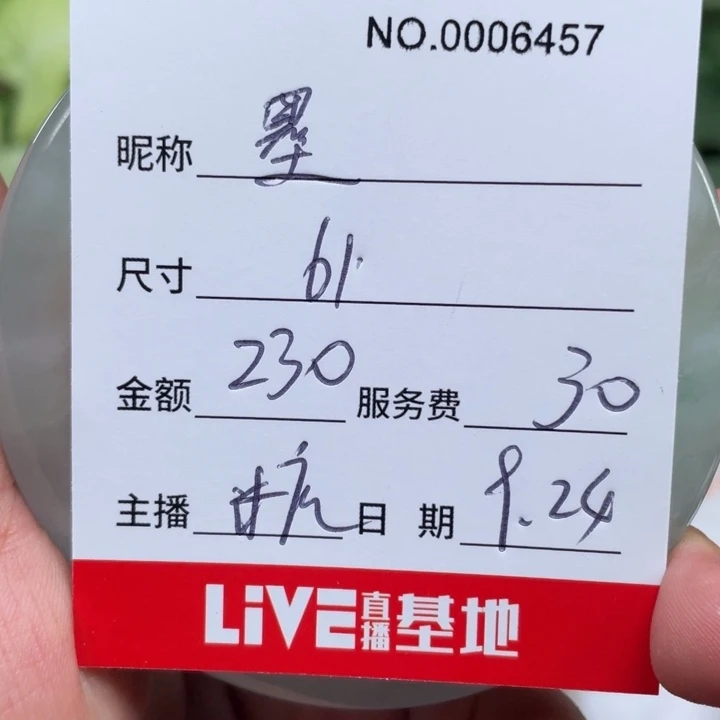 NO.0006457
昵称 墨
尺寸 61
金额 230 服务费 30
主播 日 期 9.24
LiVE直播基地